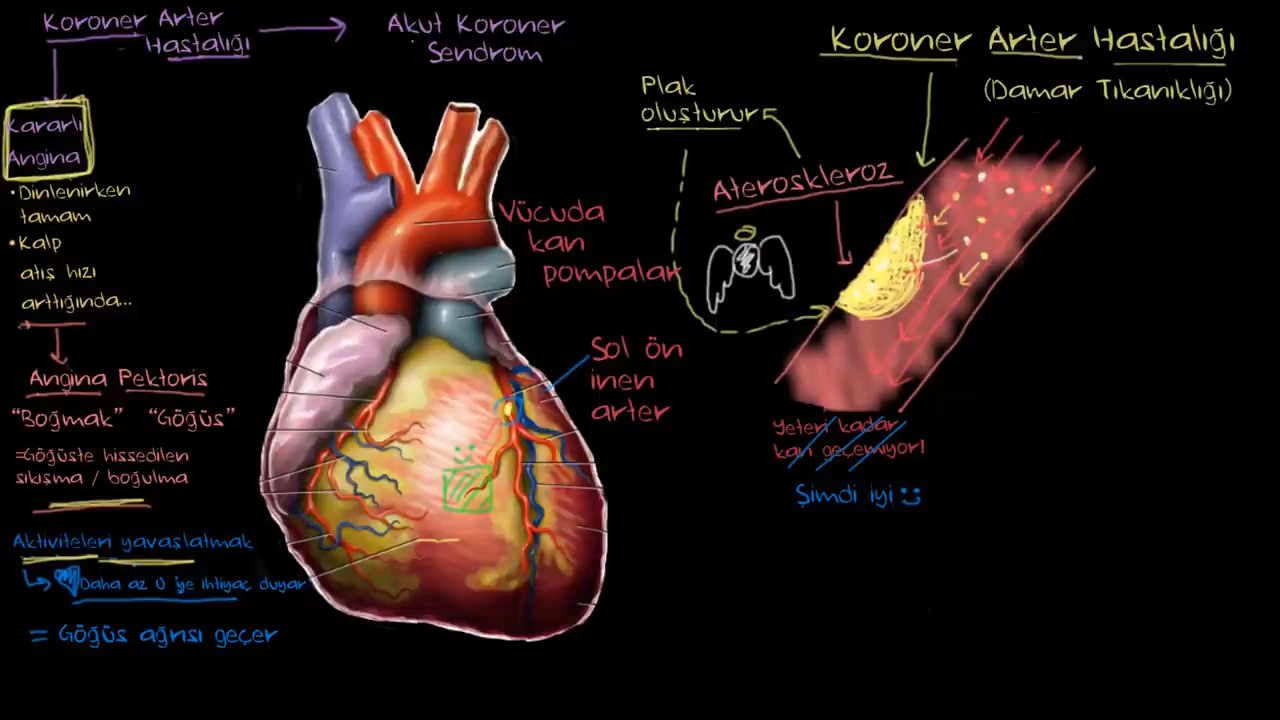 Koroner Arter
Hastalığı
Akut Koroner
Sendrom
Kararlı
Angina
• Dinlenirken
tamam
• Kalp
atış hızı
arttığında...
Angina Pektoris
"Boğmak" "Göğüs"
=Göğüste hissedilen
sıkışma / boğulma
Aktiviteleri yavaşlatmak
Daha az O 'ye ihtiyaç duyar
= Göğüs ağrısı geçer
Vücuda
kan
pompalar
Sol ön
inen
arter
Koroner Arter Hastalığı
(Damar Tıkanıklığı)
Plak
oluşturur
Ateroskleroz
Yeteri kadar
kan geçemiyor!
Şimdi iyi